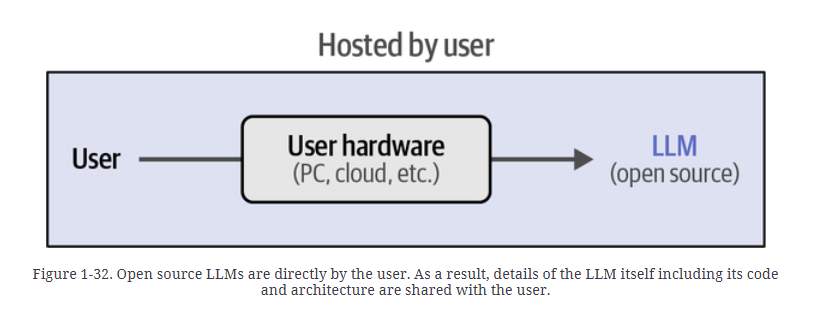 Hosted by user
User
User hardware
(PC, cloud, etc.)
LLM
(open source)
Figure 1-32. Open source LLMs are directly by the user. As a result, details of the LLM itself including its code
and architecture are shared with the user.